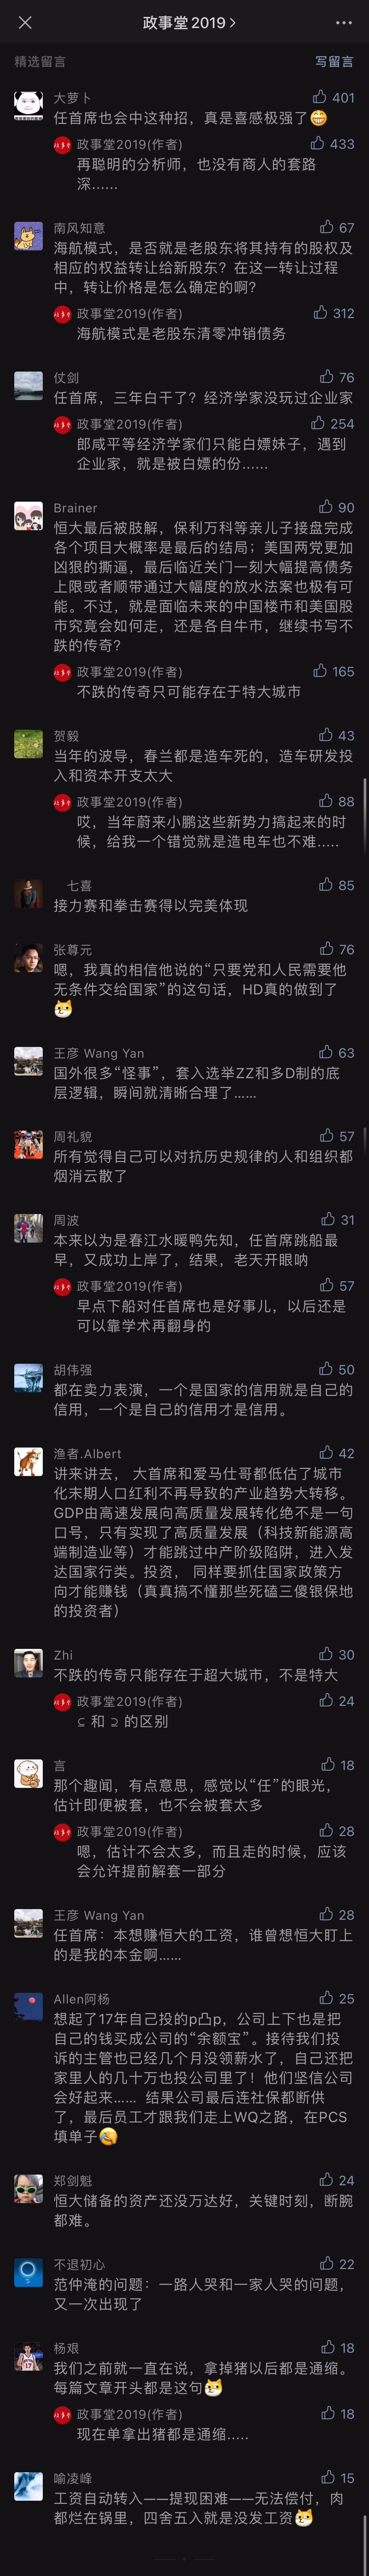 政事堂2019
精选留言
写留言
大萝卜
401
任首席也会中这种招，真是喜感极强了😁
政事堂2019(作者)
433
再聪明的分析师，也没有商人的套路
深......
南风知意
67
海航模式，是否就是老股东将其持有的股权及
相应的权益转让给新股东？在这一转让过程
中，转让价格是怎么确定的啊？
政事堂2019(作者)
312
海航模式是老股东清零冲销债务
仗剑
76
任首席，三年白干了？经济学家没玩过企业家
政事堂2019(作者)
254
郎咸平等经济学家们只能白嫖妹子，遇到
企业家，就是被白嫖的份......
Brainer
90
恒大最后被肢解，保利万科等亲儿子接盘完成
各个项目大概率是最后的结局；美国两党更加
凶狠的撕逼，最后临近关门一刻大幅提高债务
上限或者顺带通过大幅度的放水法案也极有可
能。不过，就是面临未来的中国楼市和美国股
市究竟会如何走，还是各自牛市，继续书写不
跌的传奇？
政事堂2019(作者)
165
不跌的传奇只可能存在于特大城市
贺毅
43
当年的波导，春兰都是造车死的，造车研发投
入和资本开支太大
政事堂2019(作者)
88
哎，当年蔚来小鹏这些新势力搞起来的时
候，给我一个错觉就是造电车也不难.....
七喜
85
接力赛和拳击赛得以完美体现
张尊元
76
嗯，我真的相信他说的“只要党和人民需要他
无条件交给国家”的这句话，HD真的做到了
王彦 Wang Yan
63
国外很多“怪事”，套入选举ZZ和多D制的底
层逻辑，瞬间就清晰合理了......
周礼貌
57
所有觉得自己可以对抗历史规律的人和组织都
烟消云散了
周波
31
本来以为是春江水暖鸭先知，任首席跳船最
早，又成功上岸了，结果，老天开眼呐
政事堂2019(作者)
57
早点下船对任首席也是好事儿，以后还是
可以靠学术再翻身的
胡伟强
50
都在卖力表演，一个是国家的信用就是自己的
信用，一个是自己的信用才是信用。
渔者.Albert
42
讲来讲去， 大首席和爱马仕哥都低估了城市
化末期人口红利不再导致的产业趋势大转移。
GDP由高速发展向高质量发展转化绝不是一句
口号，只有实现了高质量发展（科技新能源高
端制造业等）才能跳过中产阶级陷阱，进入发
达国家行类。投资， 同样要抓住国家政策方
向才能赚钱（真真搞不懂那些死磕三傻银保地
的投资者）
Zhi
30
不跌的传奇只能存在于超大城市，不是特大
政事堂2019(作者)
24
⊆ 和 ⊇ 的区别
言
18
那个趣闻，有点意思，感觉以“任”的眼光，
估计即便被套，也不会被套太多
政事堂2019(作者)
28
嗯，估计不会太多，而且走的时候，应该
会允许提前解套一部分
王彦 Wang Yan
28
任首席：本想赚恒大的工资，谁曾想恒大盯上
的是我的本金啊......
Allen阿杨
25
想起了17年自己投的p凸p，公司上下也是把
自己的钱买成公司的“余额宝”。接待我们投
诉的主管也已经几个月没领薪水了，自己还把
家里人的几十万也投公司里了！他们坚信公司
会好起来...... 结果公司最后连社保都断供
了，最后员工才跟我们走上WQ之路，在PCS
填单子😂
郑剑魁
24
恒大储备的资产还没万达好，关键时刻，断腕
都难。
不退初心
22
范仲淹的问题：一路人哭和一家人哭的问题，
又一次出现了
杨艰
18
我们之前就一直在说，拿掉猪以后都是通缩。
每篇文章开头都是这句
政事堂2019(作者)
18
现在单拿出猪都是通缩.....
喻凌峰
15
工资自动转入——提现困难——无法偿付，肉
都烂在锅里，四舍五入就是没发工资